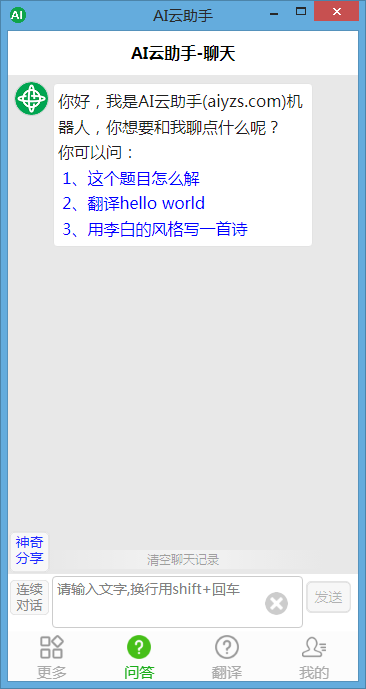 AI
AI云助手
AI云助手-聊天
你好，我是AI云助手(aiyzs.com)机
器人，你想要和我聊点什么呢？
你可以问：
1、这个题目怎么解
2、翻译hello world
3、用李白的风格写一首诗
神奇
分享
清空聊天记录
连续
对话
请输入文字,换行用shift+回车
发送
更多
问答
翻译
我的